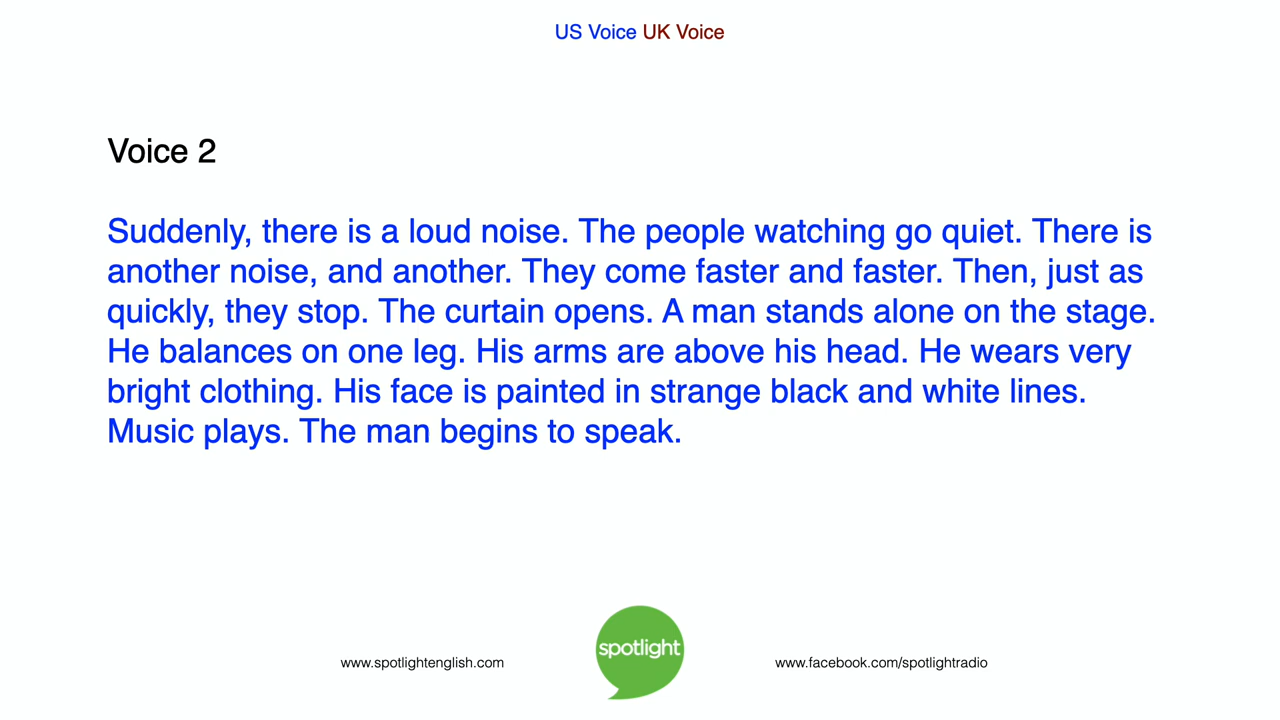 US Voice UK Voice
Voice 2
Suddenly, there is a loud noise. The people watching go quiet. There is
another noise, and another. They come faster and faster. Then, just as
quickly, they stop. The curtain opens. A man stands alone on the stage.
He balances on one leg. His arms are above his head. He wears very
bright clothing. His face is painted in strange black and white lines.
Music plays. The man begins to speak.
www.spotlightenglish.com
spotlight
www.facebook.com/spotlightradio